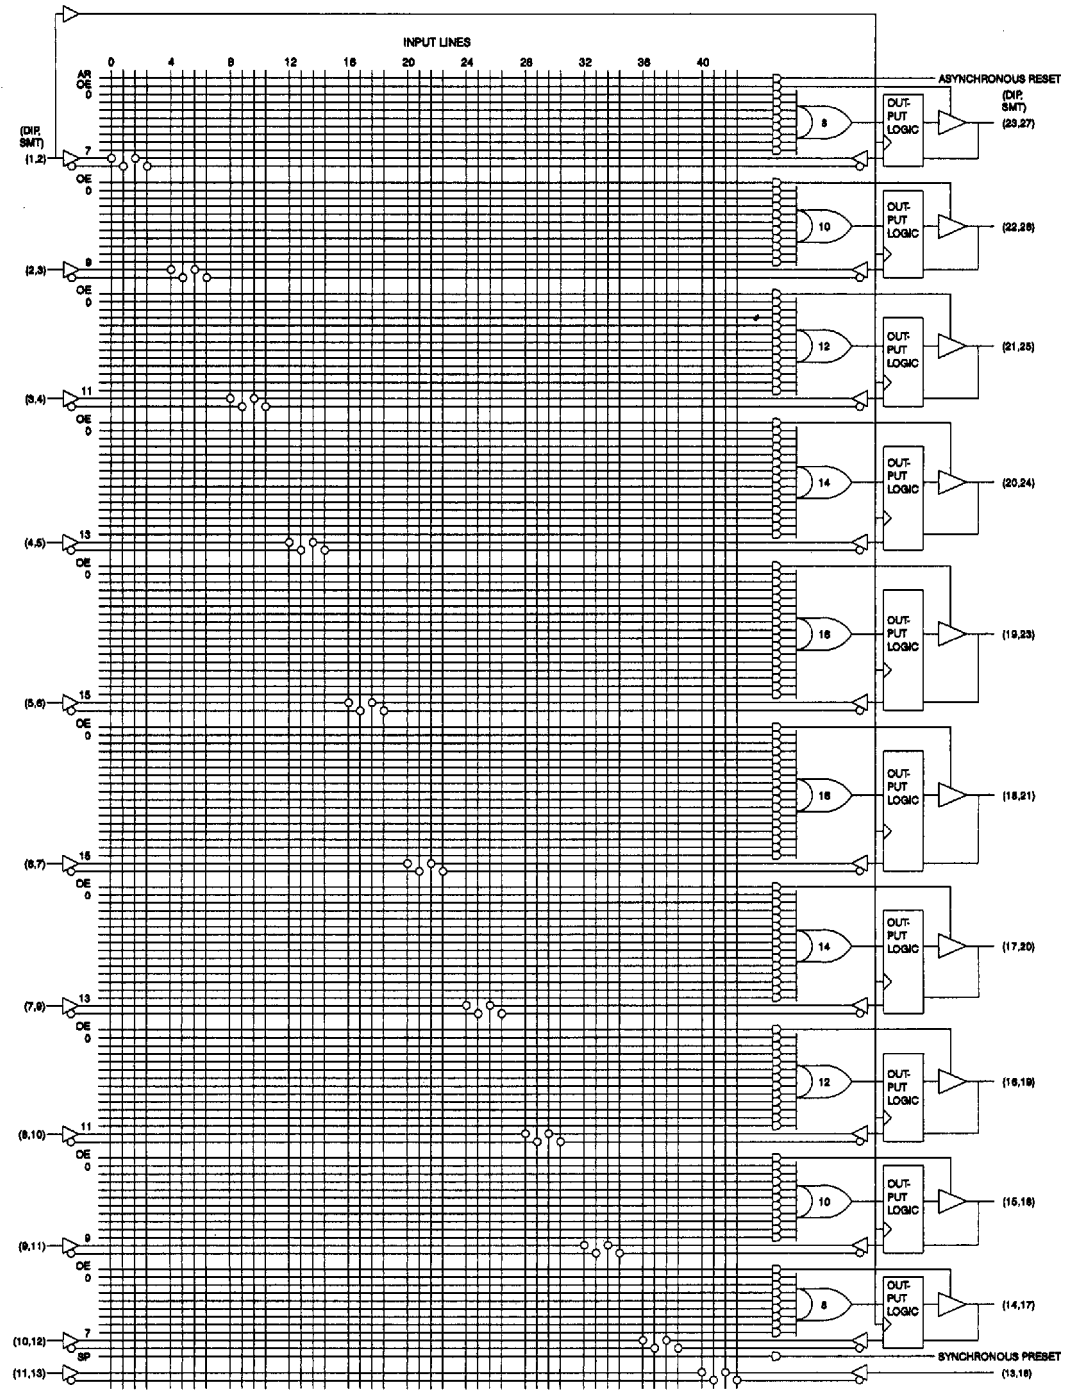 INPUT LINES
0 4 8 12 16 20 24 28 32 36 40
AR
ASYNCHRONOUS RESET
OE
0
(DIP, SMT)
(DIP, SMT)
8
OUT-
PUT
LOGIC
(23,27)
7
(1,2)
OE
0
10
OUT-
PUT
LOGIC
(22,26)
9
(2,3)
OE
0
12
OUT-
PUT
LOGIC
(21,25)
11
(3,4)
OE
0
14
OUT-
PUT
LOGIC
(20,24)
13
(4,5)
OE
0
16
OUT-
PUT
LOGIC
(19,23)
15
(5,6)
OE
0
16
OUT-
PUT
LOGIC
(18,21)
15
(6,7)
OE
0
14
OUT-
PUT
LOGIC
(17,20)
13
(7,9)
OE
0
12
OUT-
PUT
LOGIC
(16,19)
11
(8,10)
OE
0
10
OUT-
PUT
LOGIC
(15,18)
9
(9,11)
OE
0
8
OUT-
PUT
LOGIC
(14,17)
7
(10,12)
SP
SYNCHRONOUS PRESET
(11,13)
(13,16)